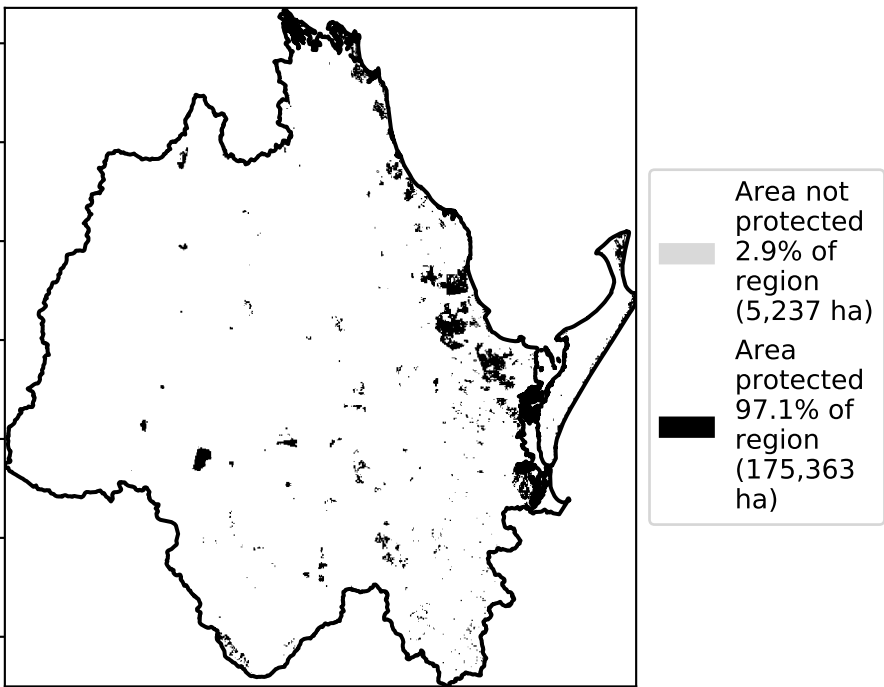 Area not
protected
2.9% of
region
(5,237 ha)
Area
protected
97.1% of
region
(175,363
ha)